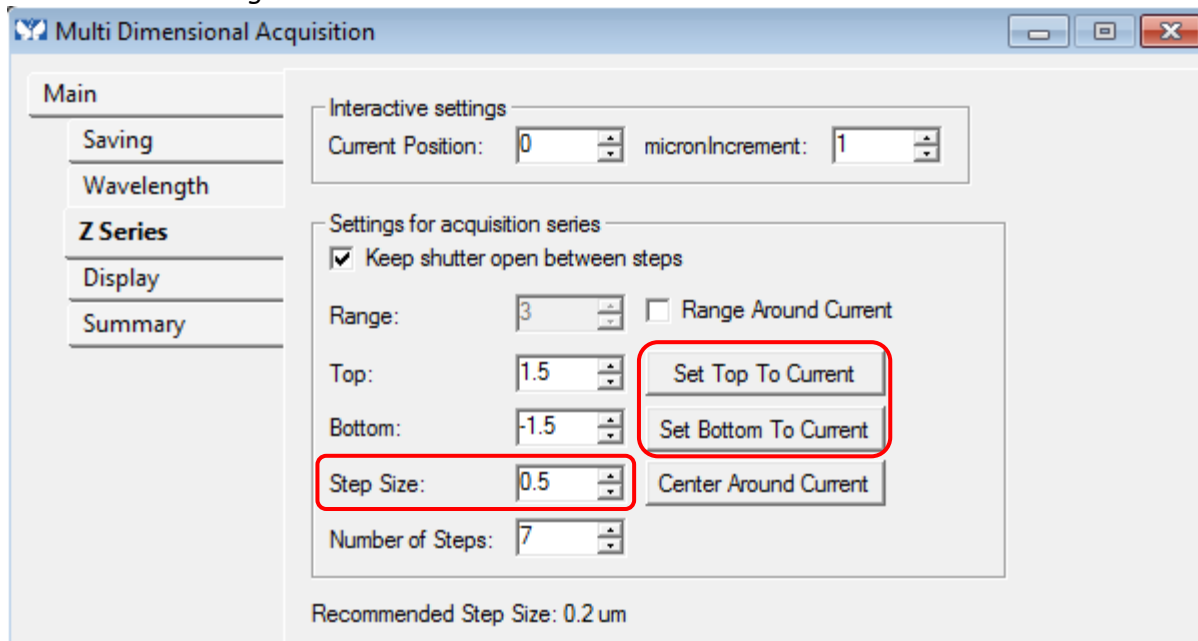 Multi Dimensional Acquisition
Main
Saving
Wavelength
Z Series
Display
Summary
Interactive settings
Current Position: 0 micronIncrement: 1
Settings for acquisition series
Keep shutter open between steps
Range: 3 Range Around Current
Top: 1.5 Set Top To Current
Bottom: -1.5 Set Bottom To Current
Step Size: 0.5 Center Around Current
Number of Steps: 7
Recommended Step Size: 0.2 um